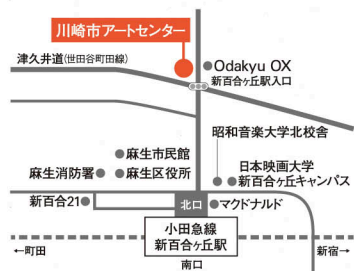 川崎市アートセンター
津久井道(世田谷町田線)
Odakyu OX
新百合ヶ丘駅入口
昭和音楽大学北校舎
麻生市民館
日本映画大学
新百合ヶ丘キャンパス
麻生消防署
麻生区役所
新百合21
北口
マクドナルド
小田急線
新百合ヶ丘駅
←町田
新宿→
南口